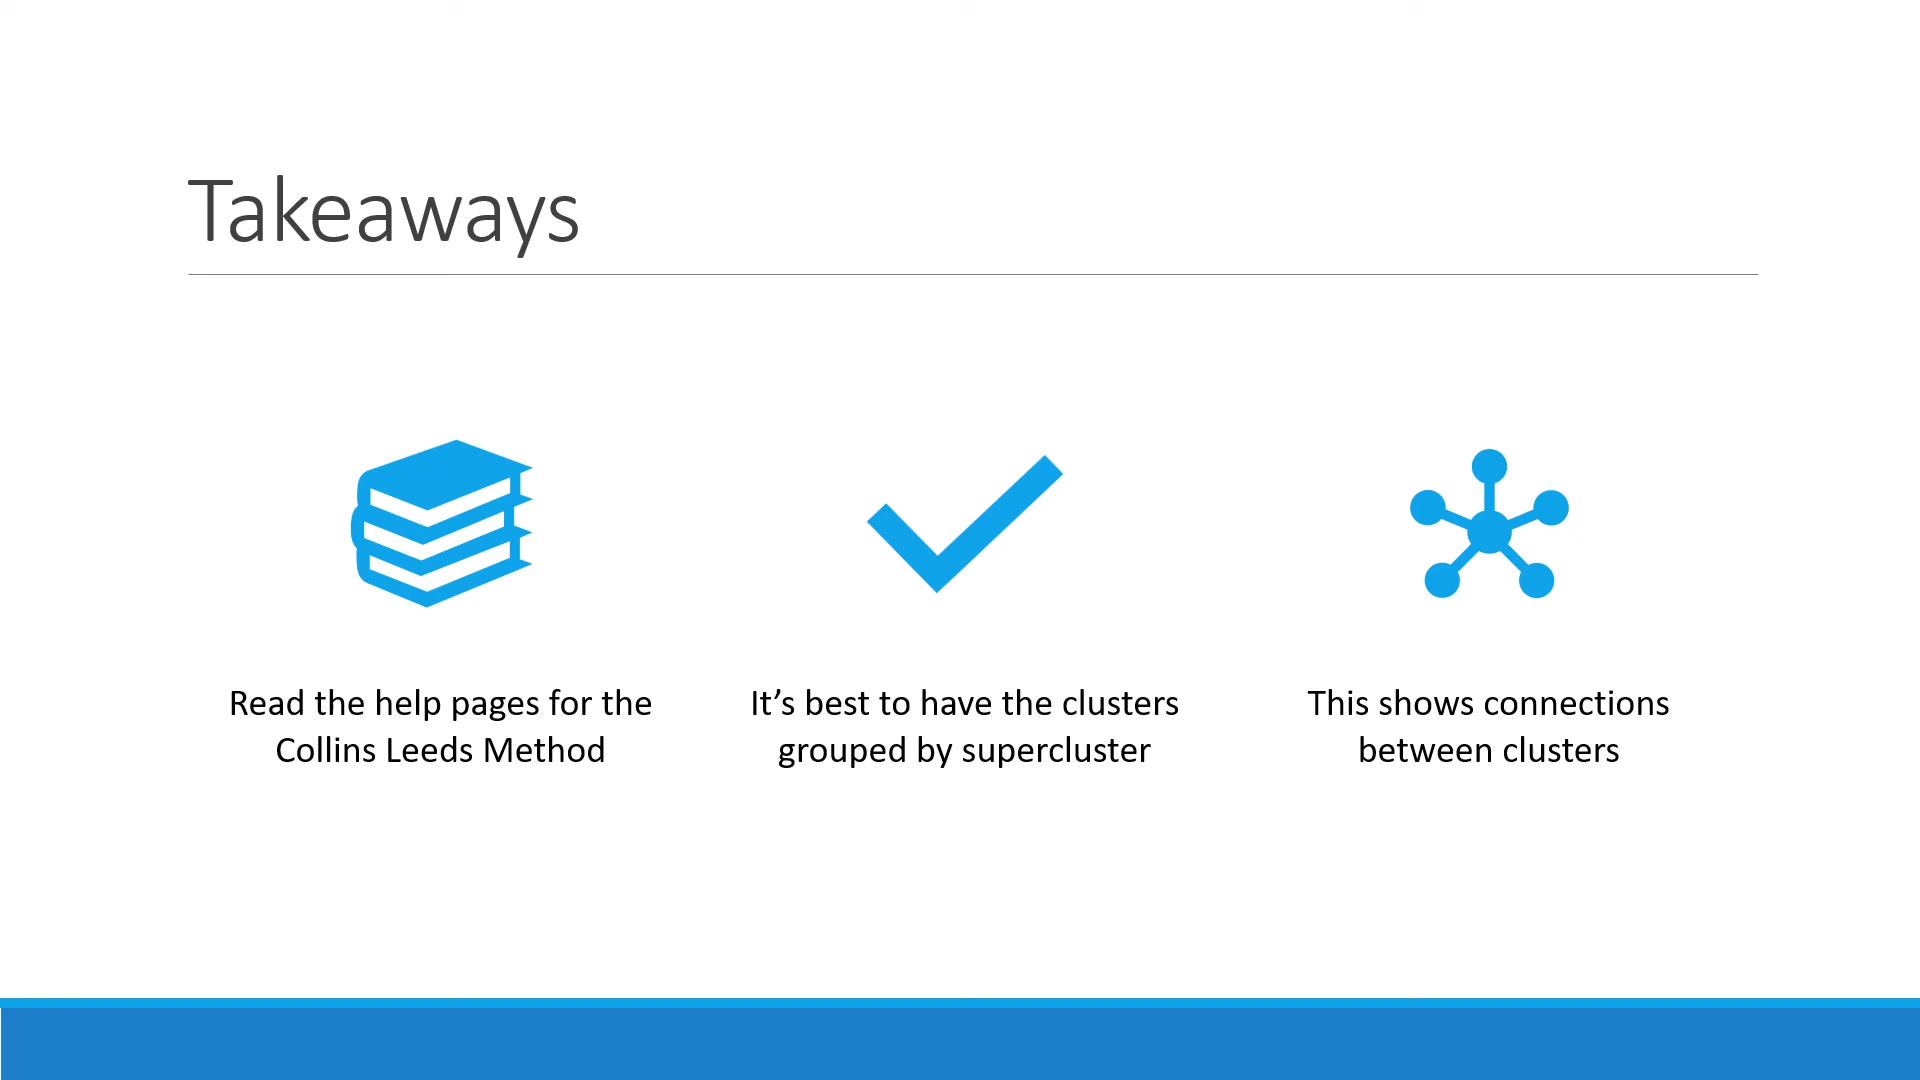 Takeaways
Read the help pages for the
Collins Leeds Method
It’s best to have the clusters
grouped by supercluster
This shows connections
between clusters